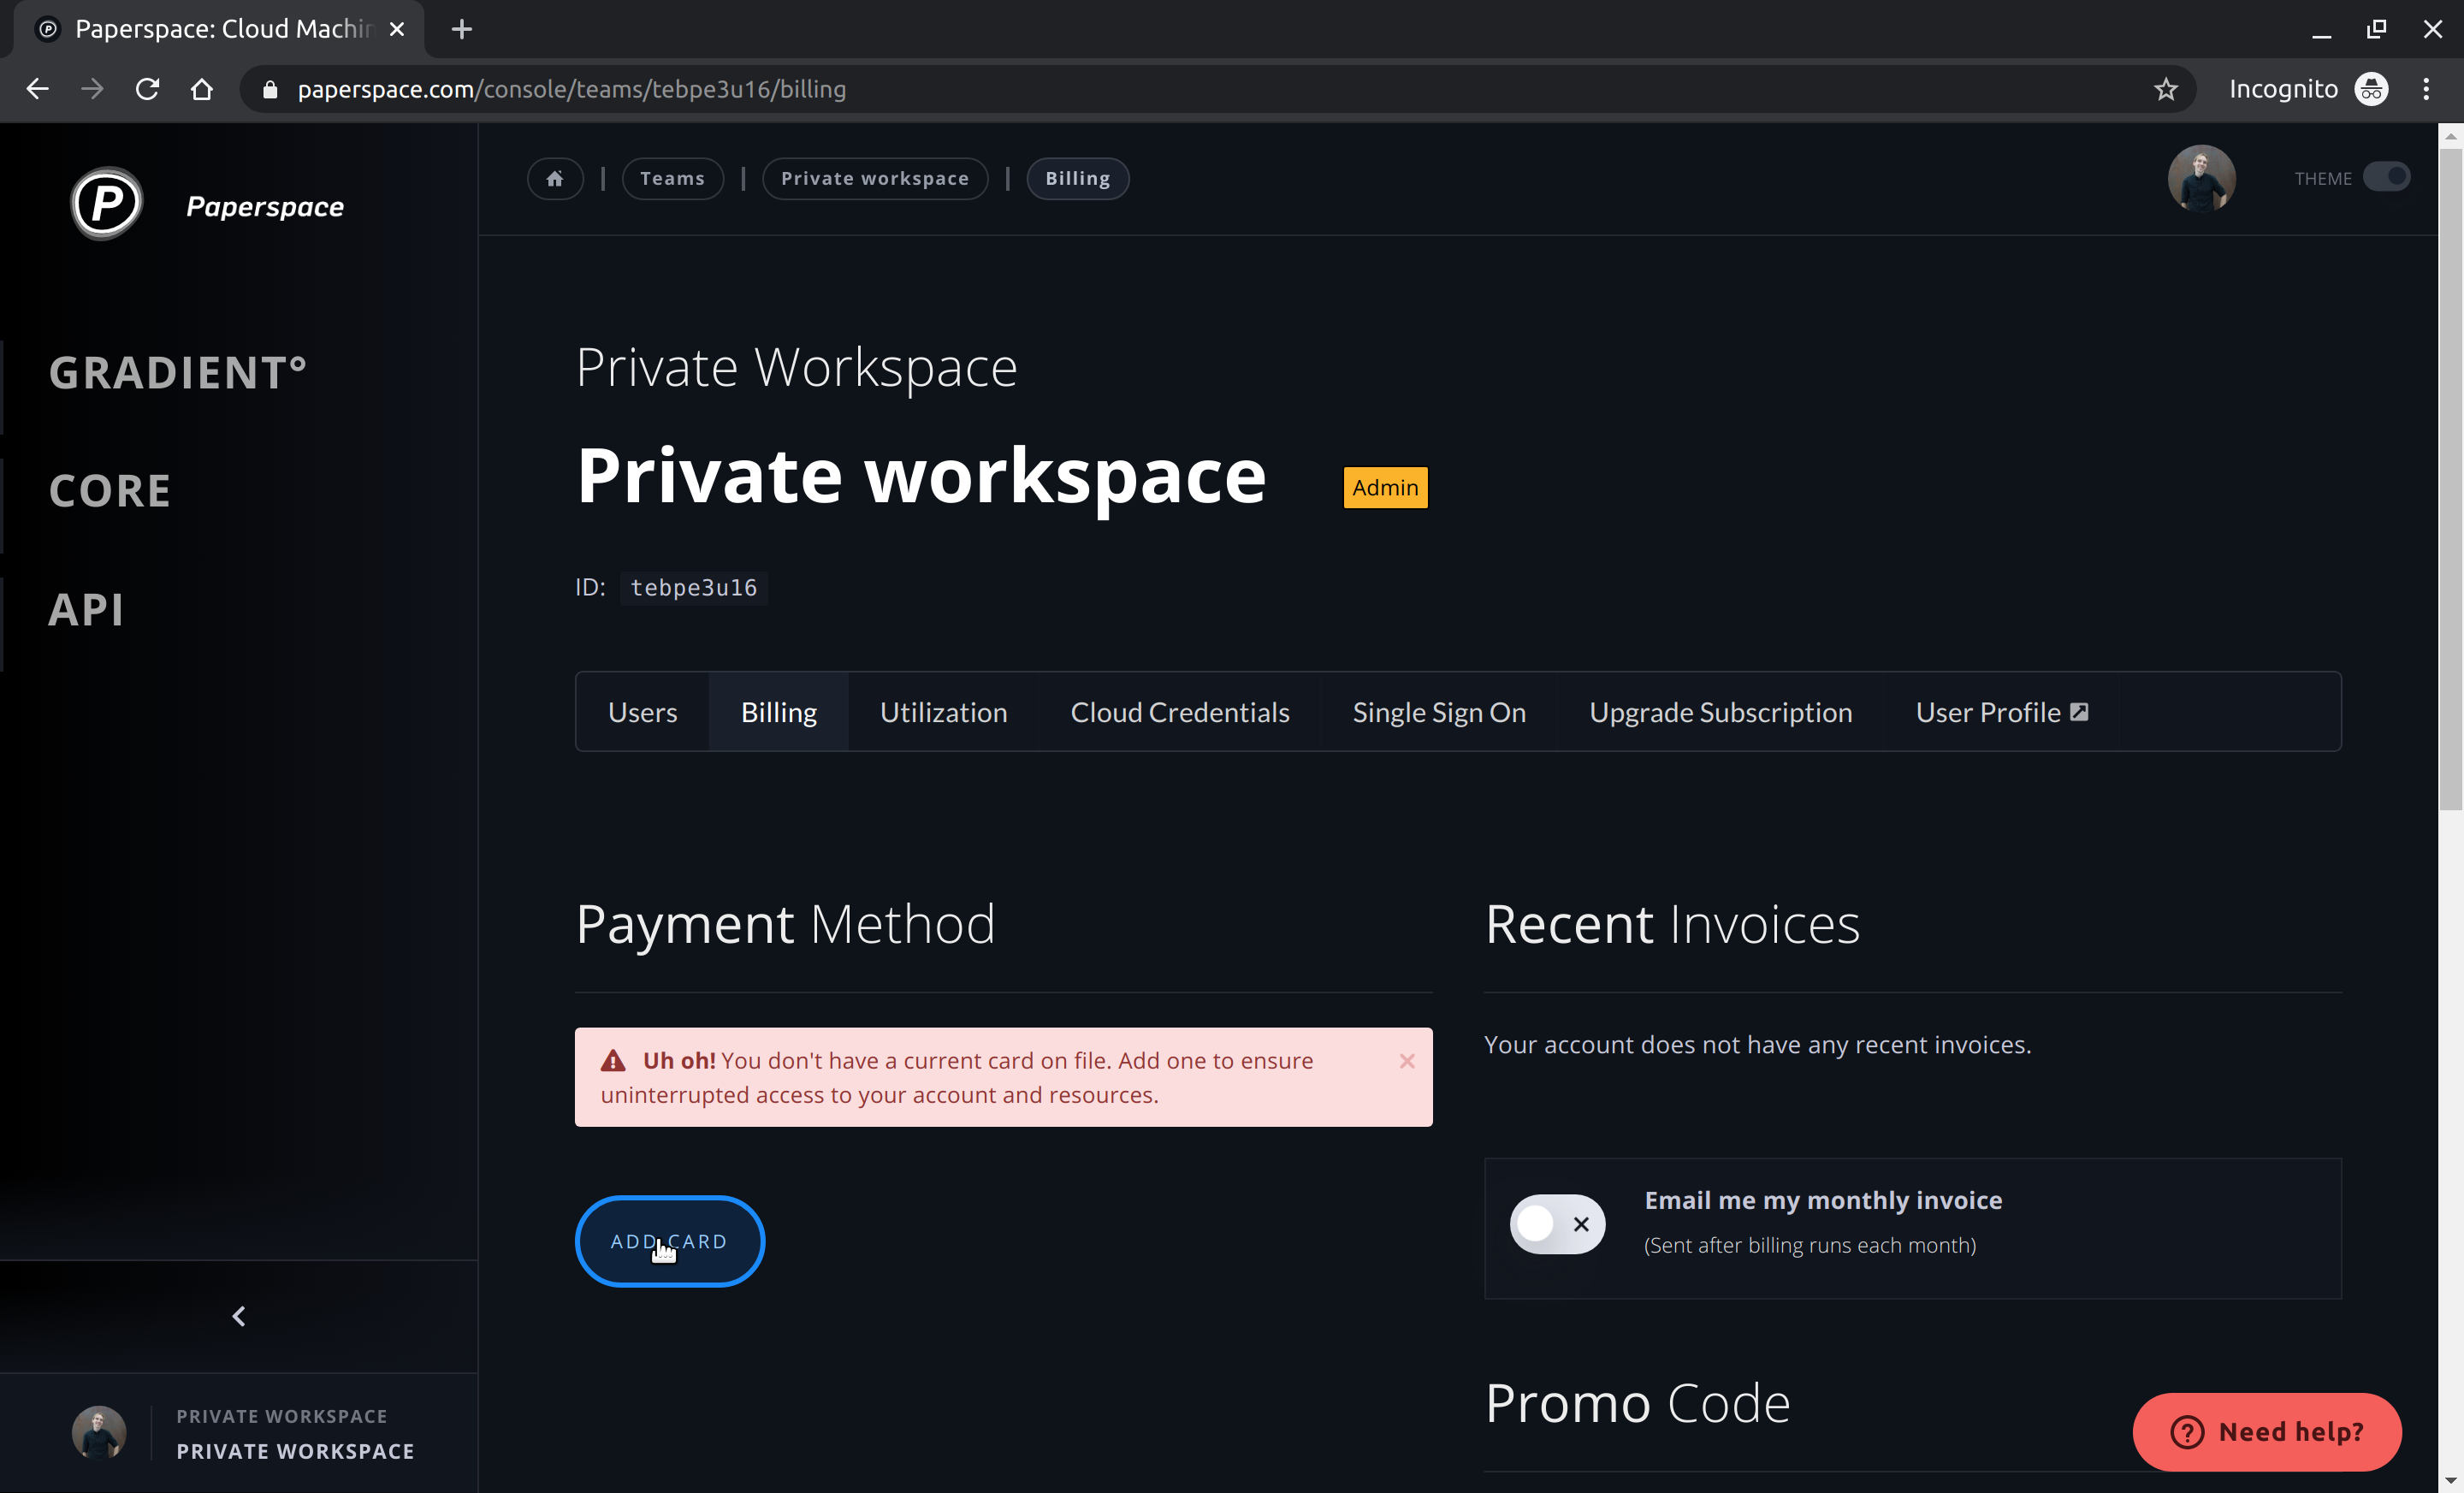 Paperspace: Cloud Machin
paperspace.com/console/teams/tebpe3u16/billing
Incognito
P Paperspace
Teams | Private workspace | Billing
THEME
GRADIENT°
CORE
API
Private Workspace
Private workspace
Admin
ID: tebpe3u16
Users Billing Utilization Cloud Credentials Single Sign On Upgrade Subscription User Profile
Payment Method
Uh oh! You don't have a current card on file. Add one to ensure
uninterrupted access to your account and resources.
ADD CARD
Recent Invoices
Your account does not have any recent invoices.
Email me my monthly invoice
(Sent after billing runs each month)
Promo Code
Need help?
PRIVATE WORKSPACE
PRIVATE WORKSPACE